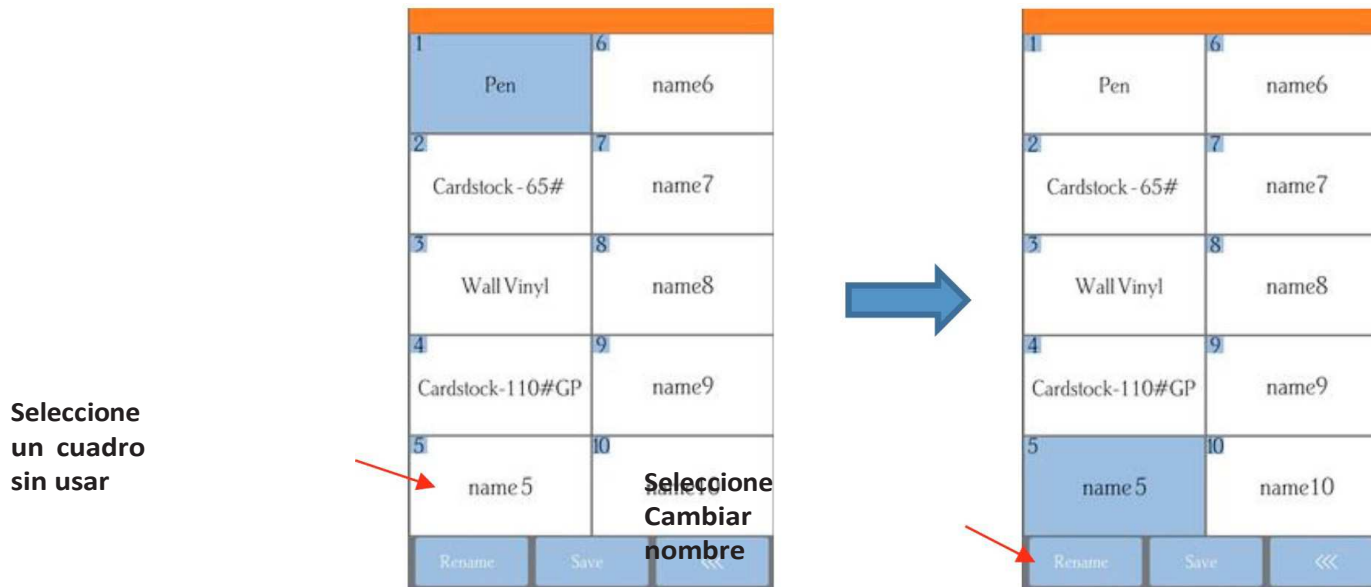 1
Pen
6
name6
2
Cardstock - 65#
7
name7
3
Wall Vinyl
8
name8
4
Cardstock-110#GP
9
name9
5
name 5
10
name10
Rename
Save
<<<
Seleccione
un cuadro
sin usar
Seleccione
Cambiar
nombre
1
Pen
6
name6
2
Cardstock - 65#
7
name7
3
Wall Vinyl
8
name8
4
Cardstock-110#GP
9
name9
5
name 5
10
name10
Rename
Save
<<<